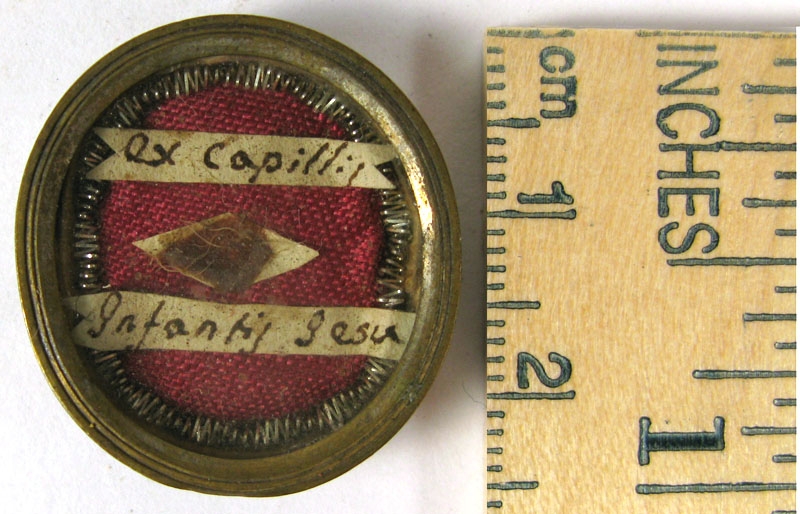 ex Capillis
Infantis Jesu
cm
1
2
INCHES
1